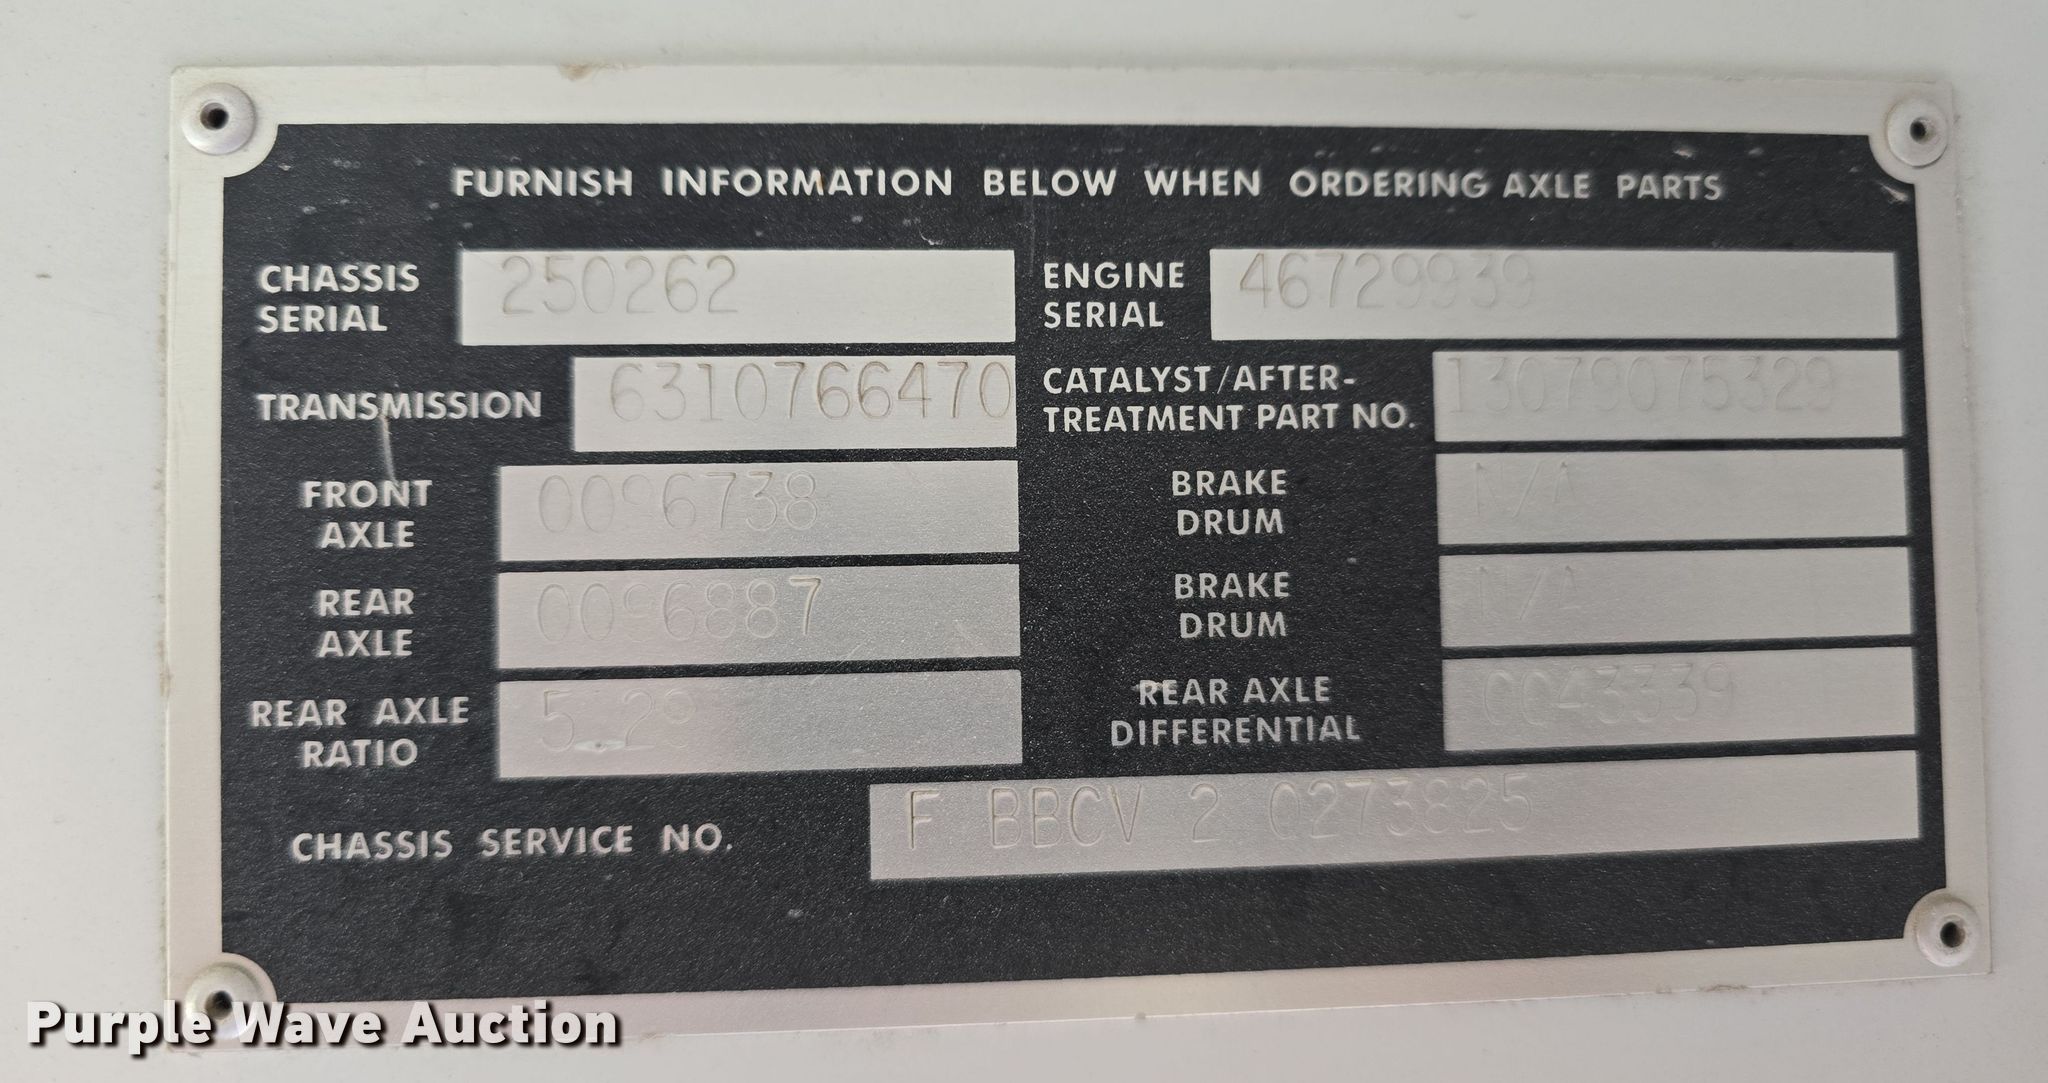 FURNISH INFORMATION BELOW WHEN ORDERING AXLE PARTS
CHASSIS SERIAL 250262
ENGINE SERIAL 46729939
TRANSMISSION 6310766470
CATALYST/AFTER-
TREATMENT PART NO. 13079075329
FRONT AXLE 0096738
BRAKE DRUM N/A
REAR AXLE 0096887
BRAKE DRUM N/A
REAR AXLE RATIO 5.29
REAR AXLE DIFFERENTIAL 0043339
CHASSIS SERVICE NO. F BBCV 2 0273825
Purple Wave Auction